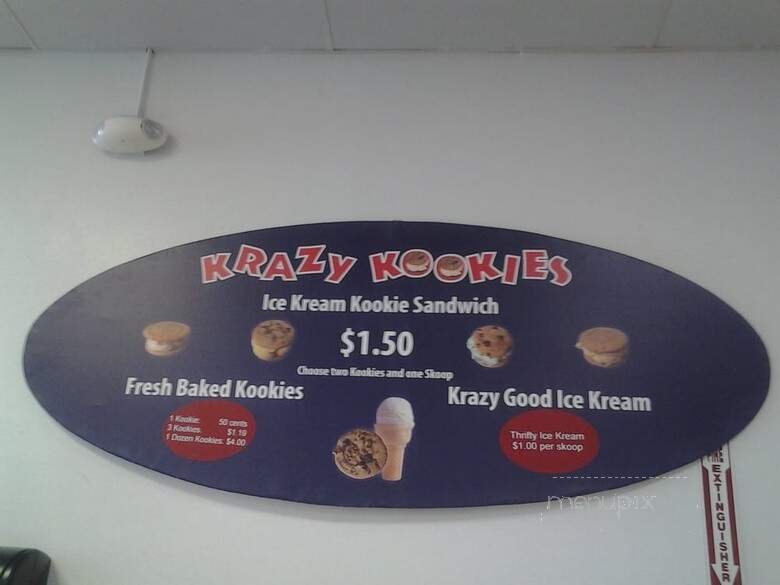 KRAZY KOOKIES
Ice Kream Kookie Sandwich
$1.50
Choose two Kookies and one Skoop
Fresh Baked Kookies
1 Kookie: 50 cents
3 Kookies: $1.19
1 Dozen Kookies: $4.00
Krazy Good Ice Kream
Thrifty Ice Kream
$1.00 per skoop
menupix
FIRE EXTINGUISHER